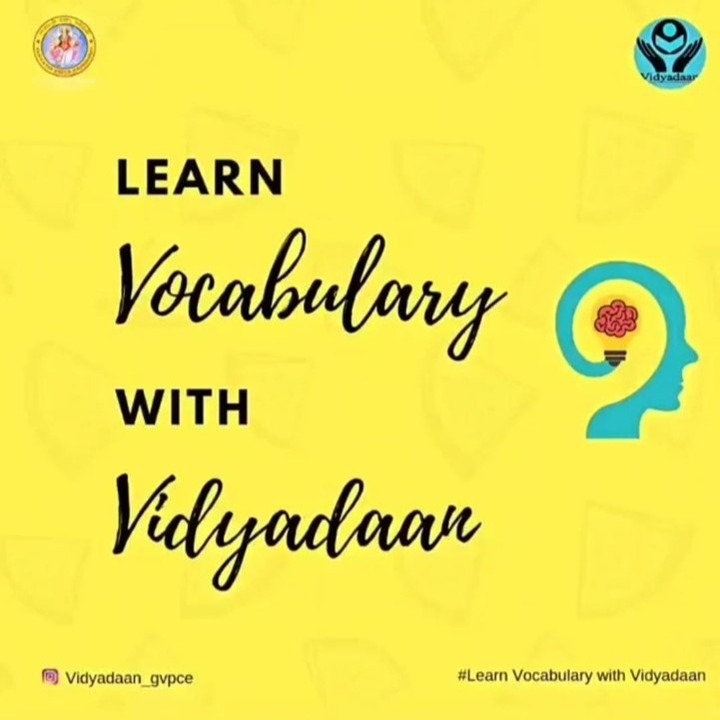 Vidyadaan
LEARN
Vocabulary
WITH
Vidyadaan
Vidyadaan_gvpce
#Learn Vocabulary with Vidyadaan